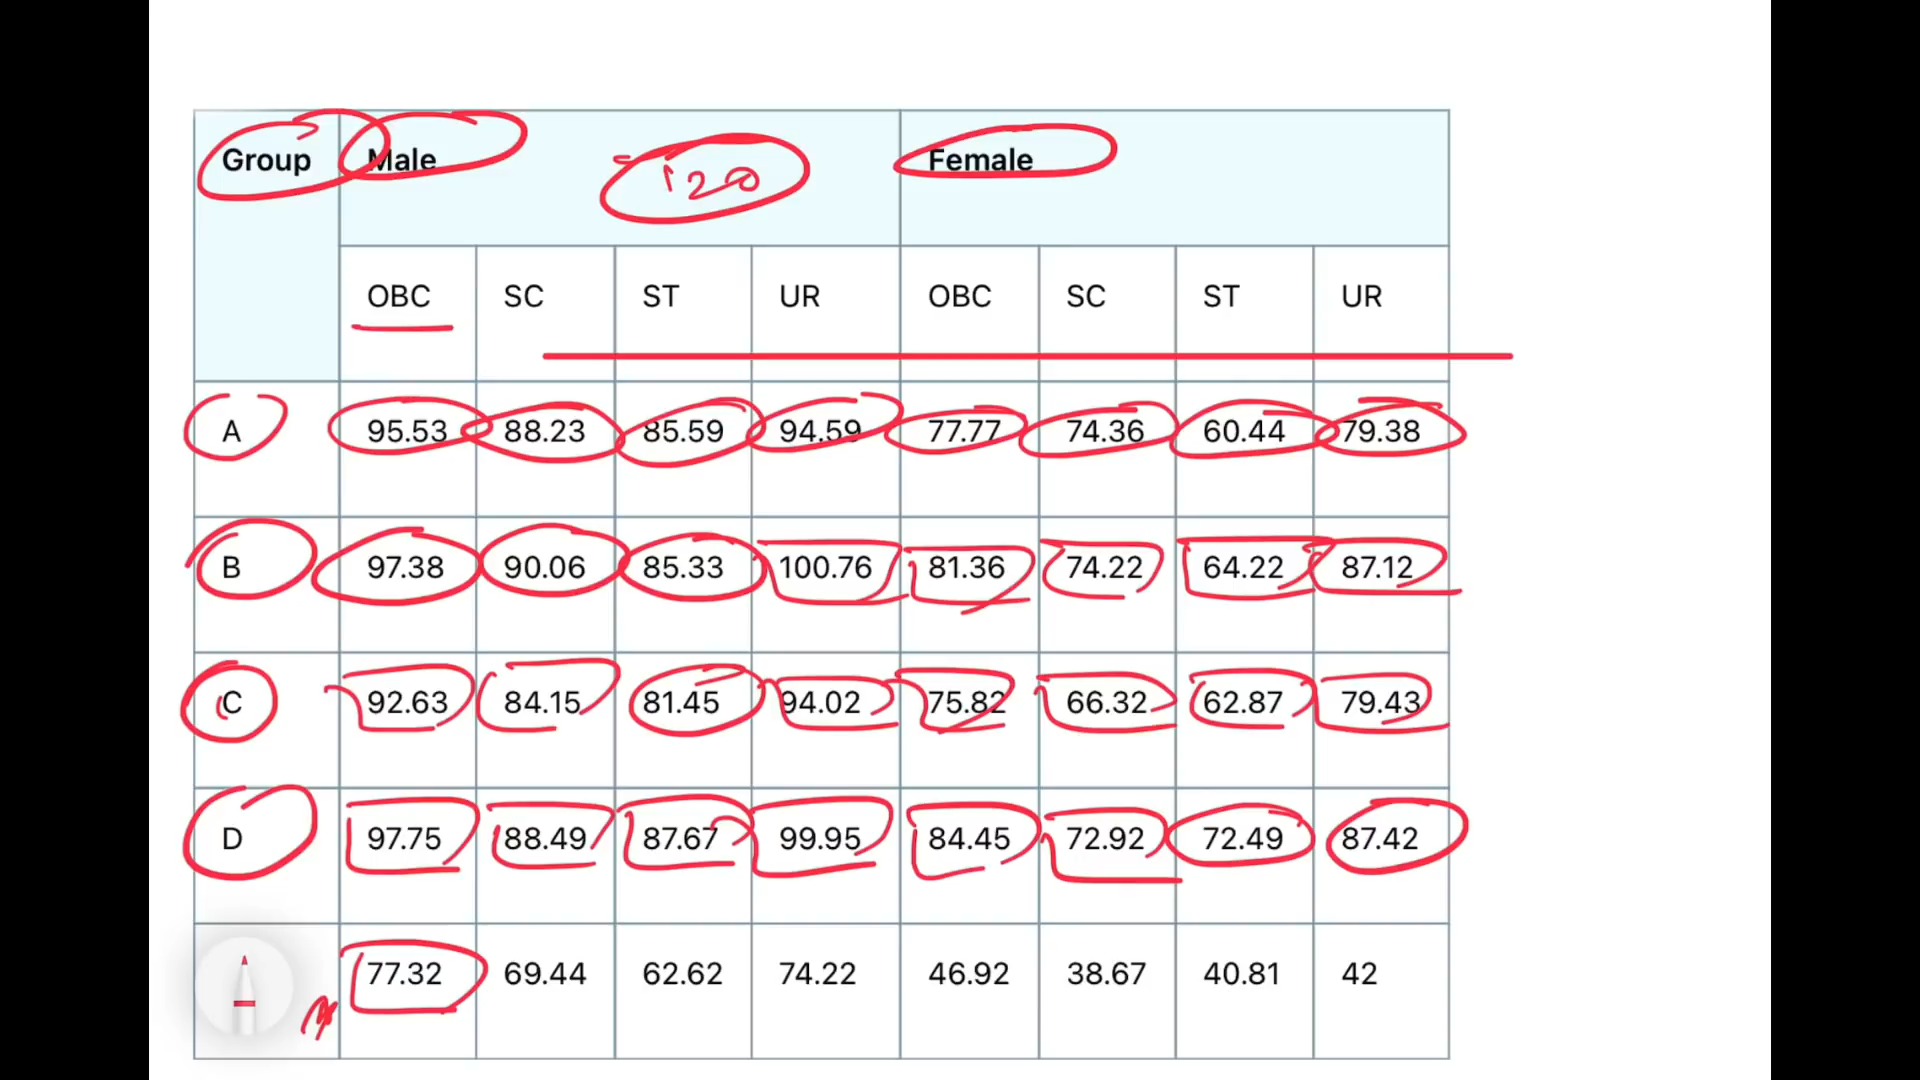 Group Male 120 Female
OBC SC ST UR OBC SC ST UR
A 95.53 88.23 85.59 94.59 77.77 74.36 60.44 79.38
B 97.38 90.06 85.33 100.76 81.36 74.22 64.22 87.12
C 92.63 84.15 81.45 94.02 75.82 66.32 62.87 79.43
D 97.75 88.49 87.67 99.95 84.45 72.92 72.49 87.42
77.32 69.44 62.62 74.22 46.92 38.67 40.81 42